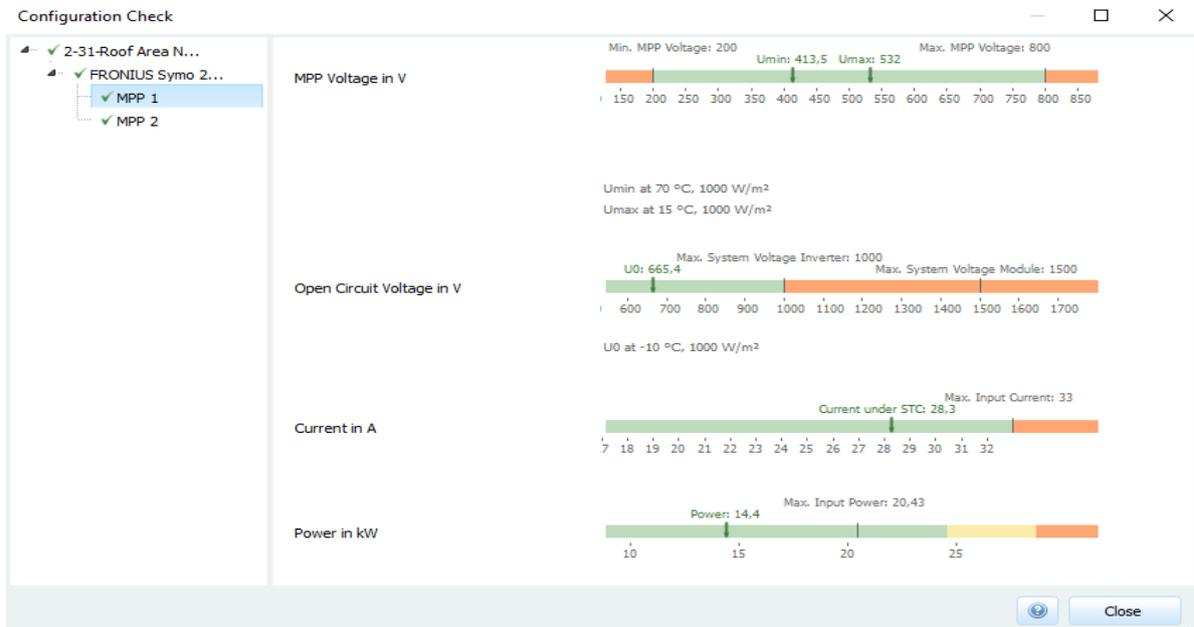 Configuration Check
2-31-Roof Area N...
FRONIUS Symo 2...
MPP 1
MPP 2
MPP Voltage in V
Min. MPP Voltage: 200
Max. MPP Voltage: 800
Umin: 413,5 Umax: 532
150 200 250 300 350 400 450 500 550 600 650 700 750 800 850
Umin at 70 ºC, 1000 W/m²
Umax at 15 ºC, 1000 W/m²
Open Circuit Voltage in V
Max. System Voltage Inverter: 1000
U0: 665,4
Max. System Voltage Module: 1500
600 700 800 900 1000 1100 1200 1300 1400 1500 1600 1700
U0 at -10 ºC, 1000 W/m²
Current in A
Max. Input Current: 33
Current under STC: 28,3
.7 18 19 20 21 22 23 24 25 26 27 28 29 30 31 32
Power in kW
Max. Input Power: 20,43
Power: 14,4
10 15 20 25
?
Close